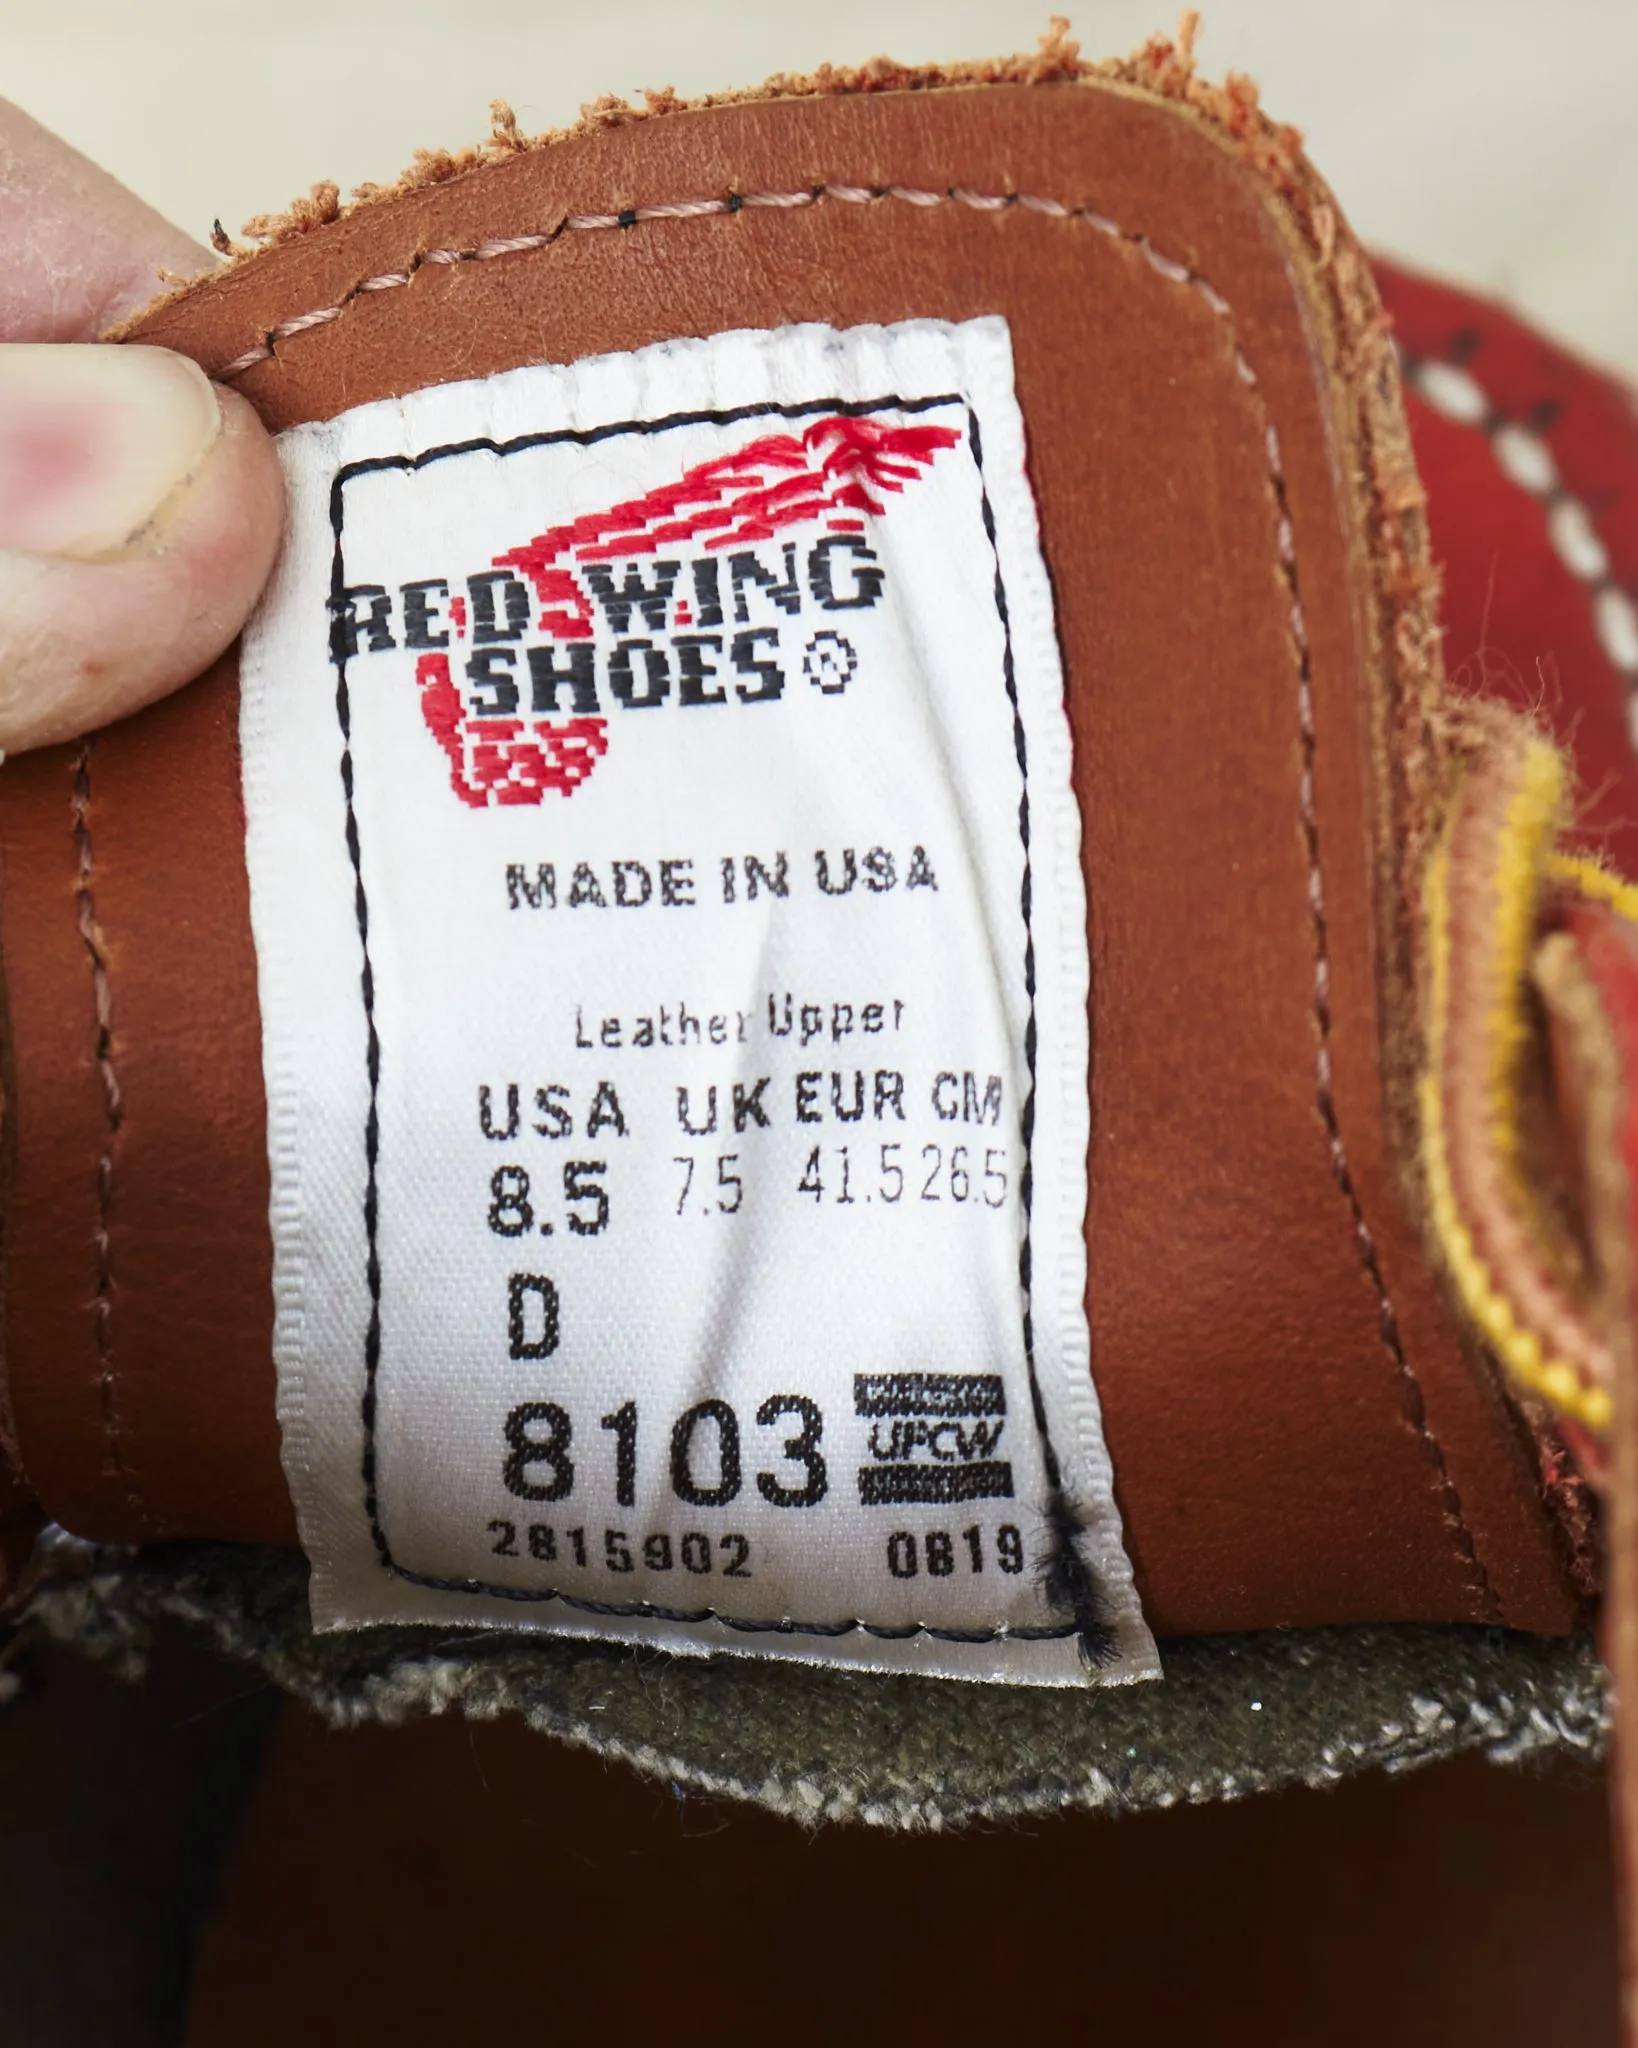 RED WING
SHOES®
MADE IN USA
Leather Upper
USA UK EUR CM
8.5 7.5 41.5 26.5
D
8103 UFCW
2815902 0819